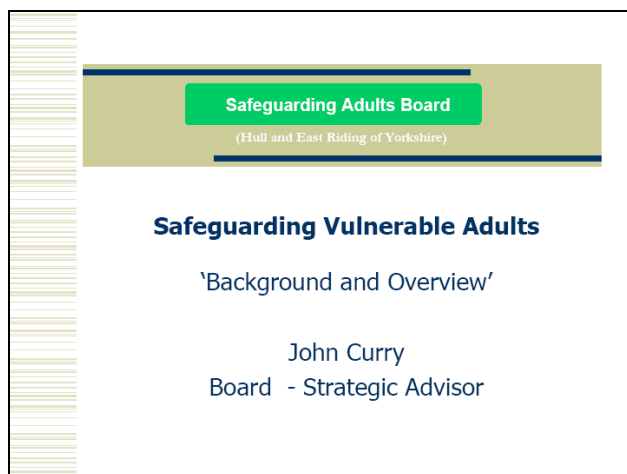 Safeguarding Adults Board
(Hull and East Riding of Yorkshire)
Safeguarding Vulnerable Adults
‘Background and Overview’
John Curry
Board  - Strategic Advisor